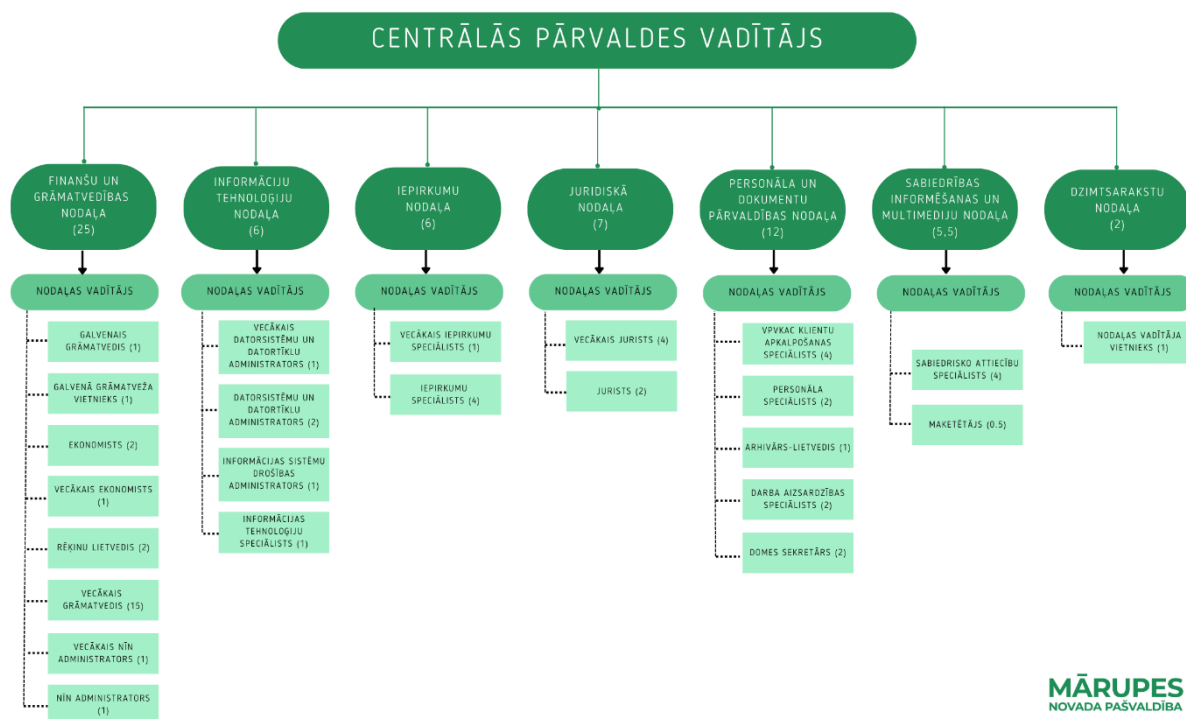 CENTRĀLĀS PĀRVALDES VADĪTĀJS
FINANŠU UN
GRĀMATVEDĪBAS
NODAĻA
(25)
NODAĻAS VADĪTĀJS
GALVENAIS
GRĀMATVEDIS (1)
GALVENĀ GRĀMATVEŽA
VIETNIEKS (1)
EKONOMISTS (2)
VECĀKAIS EKONOMISTS
(1)
RĒĶINU LIETVEDIS (2)
VECĀKAIS
GRĀMATVEDIS (15)
VECĀKAIS NĪN
ADMINISTRATORS (1)
NĪN ADMINISTRATORS
(1)
INFORMĀCIJU
TEHNOLOĢIJU
NODAĻA
(6)
NODAĻAS VADĪTĀJS
VECĀKAIS
DATORSISTĒMU UN
DATORTĪKLU
ADMINISTRATORS (1)
DATORSISTĒMU UN
DATORTĪKLU
ADMINISTRATORS (2)
INFORMĀCIJAS SISTĒMU
DROŠĪBAS
ADMINISTRATORS (1)
INFORMĀCIJAS
TEHNOLOĢIJU
SPECIĀLISTS (1)
IEPIRKUMU
NODAĻA
(6)
NODAĻAS VADĪTĀJS
VECĀKAIS IEPIRKUMU
SPECIĀLISTS (1)
IEPIRKUMU
SPECIĀLISTS (4)
JURIDISKĀ
NODAĻA
(7)
NODAĻAS VADĪTĀJS
VECĀKAIS JURISTS (4)
JURISTS (2)
PERSONĀLA UN
DOKUMENTU
PĀRVALDĪBAS NODAĻA
(12)
NODAĻAS VADĪTĀJS
VPVKAC KLIENTU
APKALPOŠANAS
SPECIĀLISTS (4)
PERSONĀLA
SPECIĀLISTS (2)
ARHIVĀRS-LIETVEDIS (1)
DARBA AIZSARDZĪBAS
SPECIĀLISTS (2)
DOMES SEKRETĀRS (2)
SABIEDRĪBAS
INFORMĒŠANAS UN
MULTIMEDIJU NODAĻA
(5,5)
NODAĻAS VADĪTĀJS
SABIEDRISKO ATTIECĪBU
SPECIĀLISTS (4)
MAKETĒTĀJS (0.5)
DZIMTSARAKSTU
NODAĻA
(2)
NODAĻAS VADĪTĀJS
NODAĻAS VADĪTĀJA
VIETNIEKS (1)
MĀRUPES
NOVADA PAŠVALDĪBA